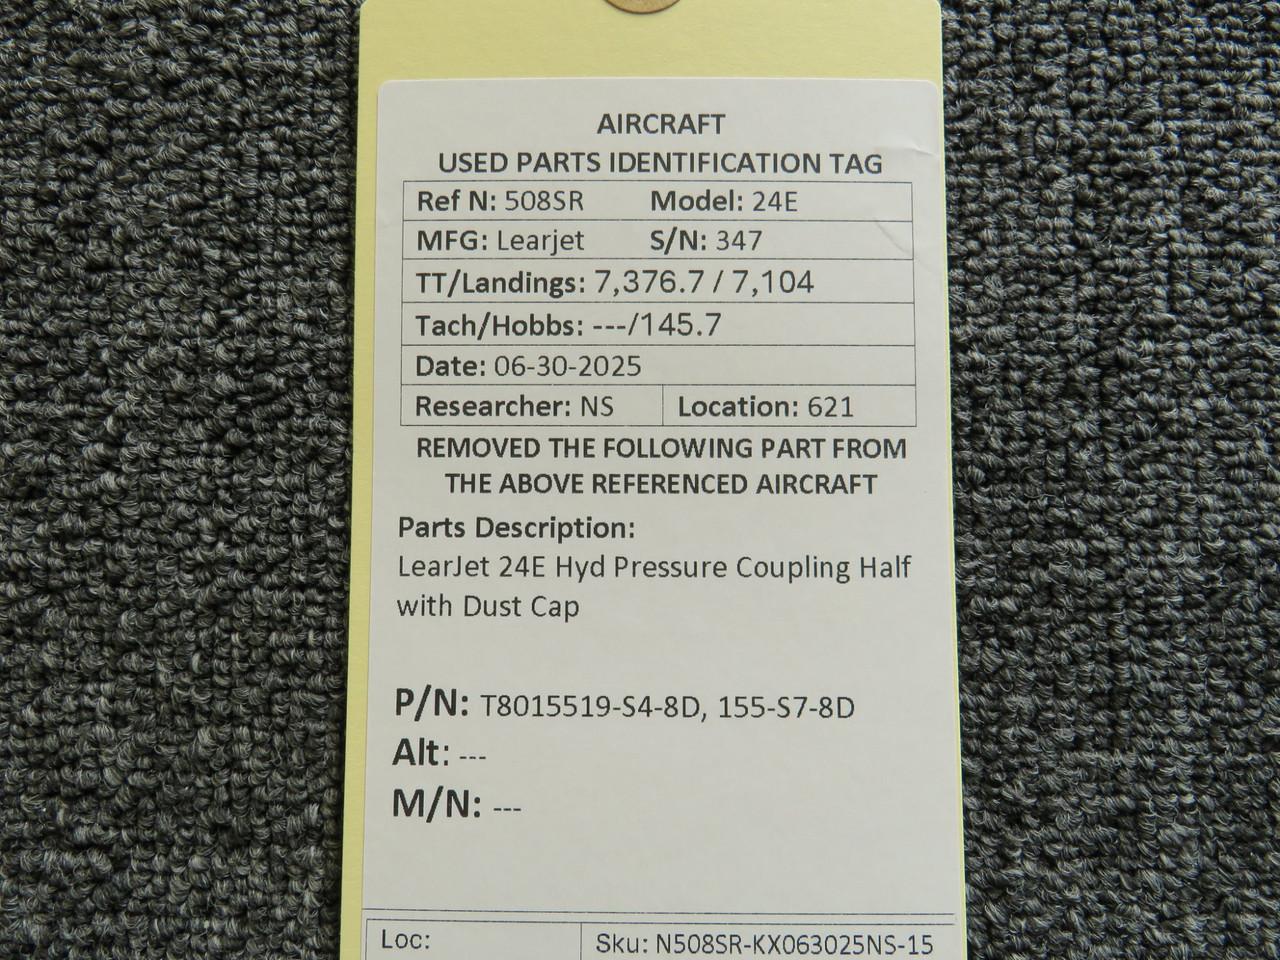 AIRCRAFT
USED PARTS IDENTIFICATION TAG
Ref N: 508SR Model: 24E
MFG: Learjet S/N: 347
TT/Landings: 7,376.7 / 7,104
Tach/Hobbs: ---/145.7
Date: 06-30-2025
Researcher: NS Location: 621
REMOVED THE FOLLOWING PART FROM
THE ABOVE REFERENCED AIRCRAFT
Parts Description:
LearJet 24E Hyd Pressure Coupling Half
with Dust Cap
P/N: T8015519-S4-8D, 155-S7-8D
Alt: ---
M/N: ---
Loc: Sku: N508SR-KX063025NS-15